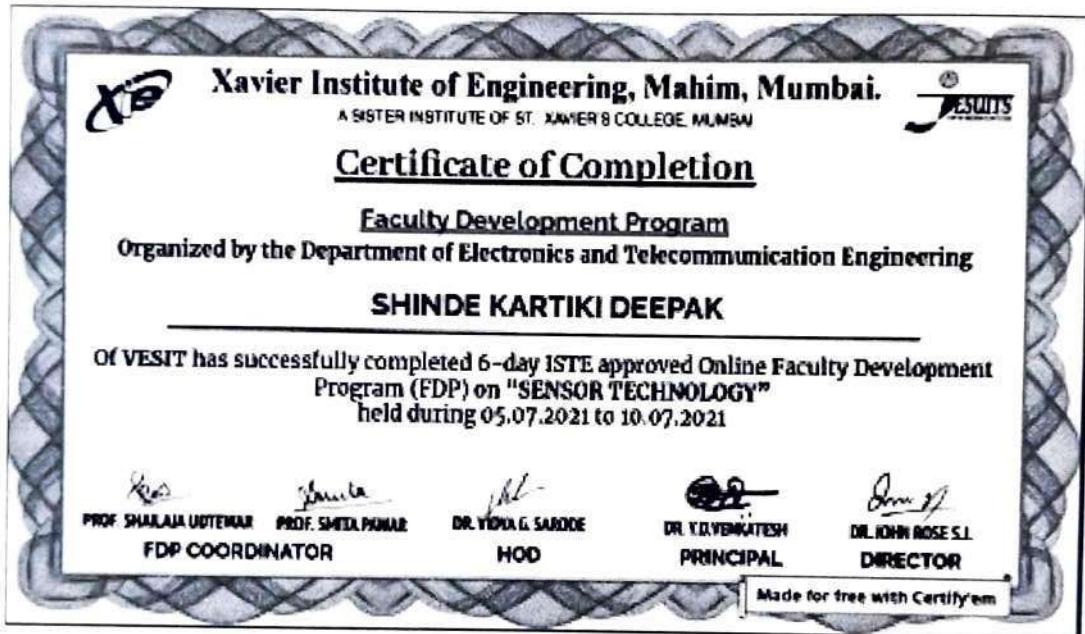 XIE
Xavier Institute of Engineering, Mahim, Mumbai.
JESUITS
A SISTER INSTITUTE OF ST. XAVIER'S COLLEGE, MUMBAI
Certificate of Completion
Faculty Development Program
Organized by the Department of Electronics and Telecommunication Engineering
SHINDE KARTIKI DEEPAK
Of VESIT has successfully completed 6-day ISTE approved Online Faculty Development
Program (FDP) on "SENSOR TECHNOLOGY"
held during 05.07.2021 to 10.07.2021
PROF. SHAILAJA UDTEWAR PROF. SMITA PAWAR DR. VIDYA G. SARODE DR. Y.D.VENKATESH DR. JOHN ROSE S.J.
FDP COORDINATOR HOD PRINCIPAL DIRECTOR
Made for free with Certify'em